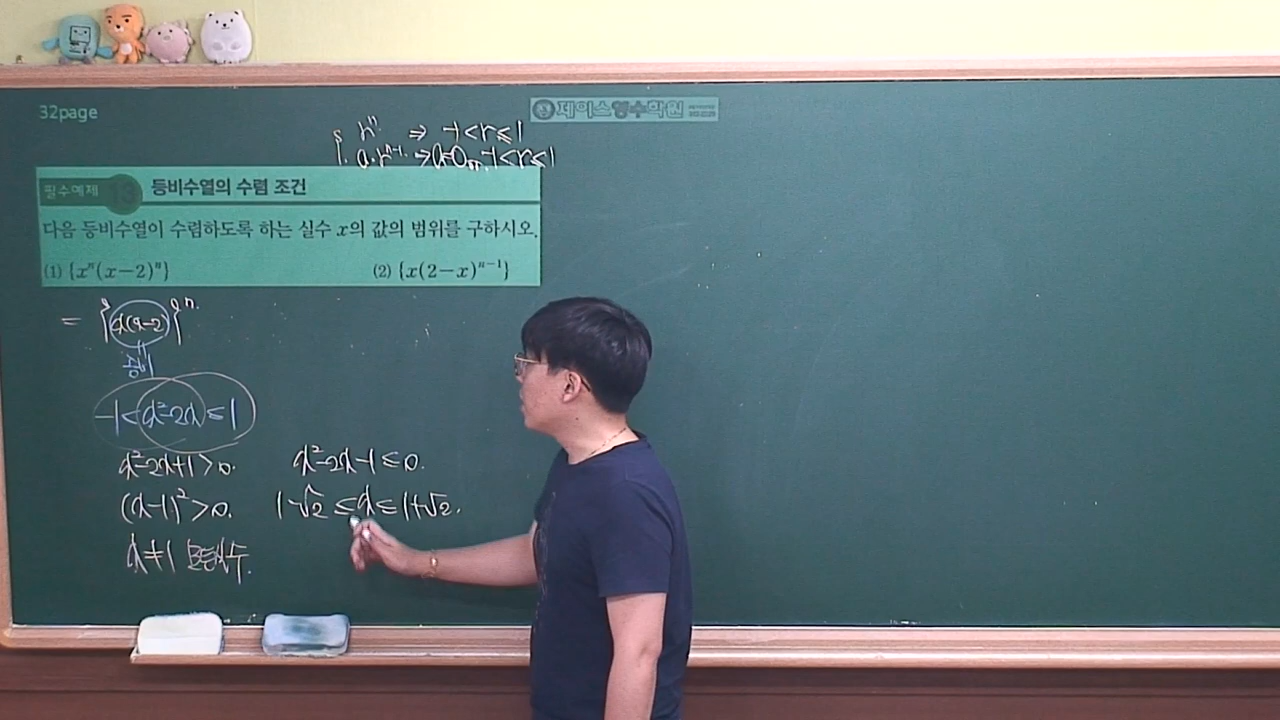 32page
제이스영수학원
{r^n} ⇒ -1<r≤1
{a·r^{n-1}} ⇒ a=0 or -1<r≤1
필수예제 13 등비수열의 수렴 조건
다음 등비수열이 수렴하도록 하는 실수 x의 값의 범위를 구하시오.
(1) {xⁿ(x-2)ⁿ} (2) {x(2-x)ⁿ⁻¹}
= {x(x-2)}ⁿ
공비
-1<x²-2x≤1
x²-2x+1>0. x²-2x-1≤0.
(x-1)²>0. 1-√2≤x≤1+√2.
x≠1 모든실수.